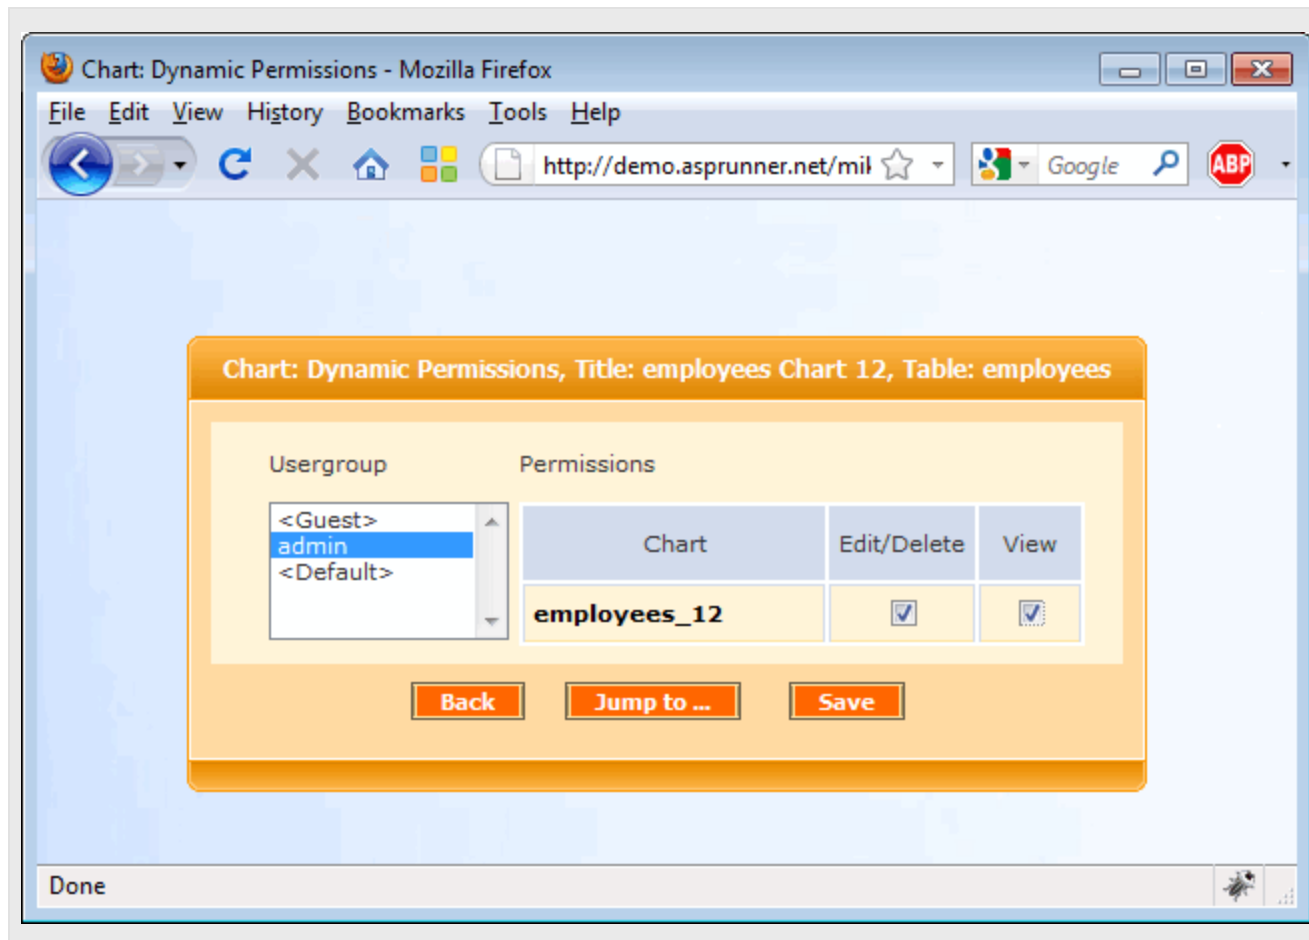 Chart: Dynamic Permissions - Mozilla Firefox
File Edit View History Bookmarks Tools Help
http://demo.asprunner.net/mik Google ABP
Chart: Dynamic Permissions, Title: employees Chart 12, Table: employees
Usergroup Permissions
<Guest>
admin
<Default>
Chart Edit/Delete View
employees_12
Back Jump to ... Save
Done